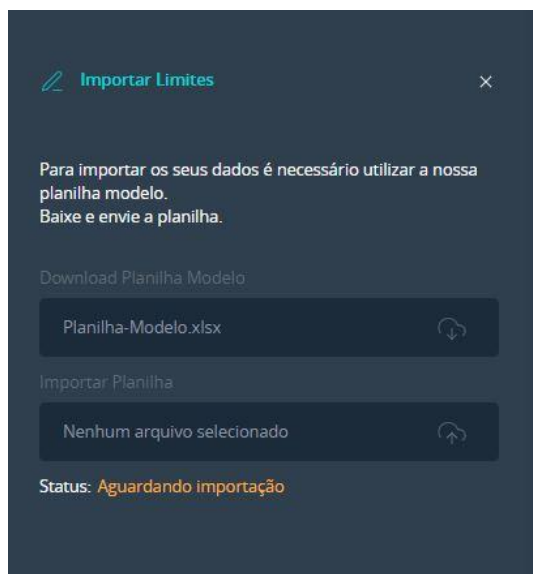 Importar Limites
Para importar os seus dados é necessário utilizar a nossa
planilha modelo.
Baixe e envie a planilha.
Download Planilha Modelo
Planilha-Modelo.xlsx
Importar Planilha
Nenhum arquivo selecionado
Status: Aguardando importação